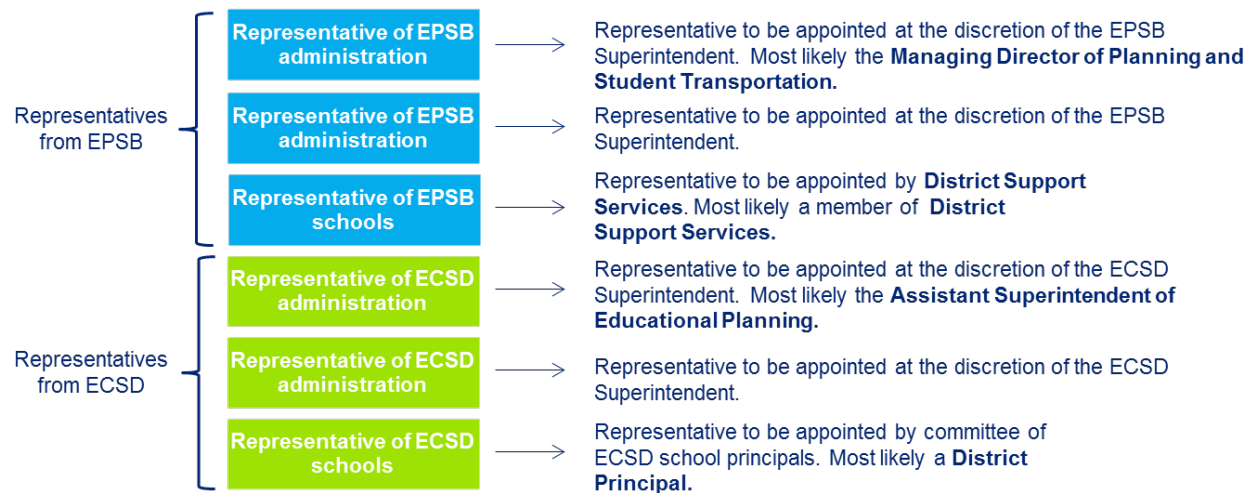 Representatives
from EPSB
Representative of EPSB
administration
Representative to be appointed at the discretion of the EPSB
Superintendent. Most likely the Managing Director of Planning and
Student Transportation.
Representative of EPSB
administration
Representative to be appointed at the discretion of the EPSB
Superintendent.
Representative of EPSB
schools
Representative to be appointed by District Support
Services. Most likely a member of District
Support Services.
Representatives
from ECSD
Representative of ECSD
administration
Representative to be appointed at the discretion of the ECSD
Superintendent. Most likely the Assistant Superintendent of
Educational Planning.
Representative of ECSD
administration
Representative to be appointed at the discretion of the ECSD
Superintendent.
Representative of ECSD
schools
Representative to be appointed by committee of
ECSD school principals. Most likely a District
Principal.